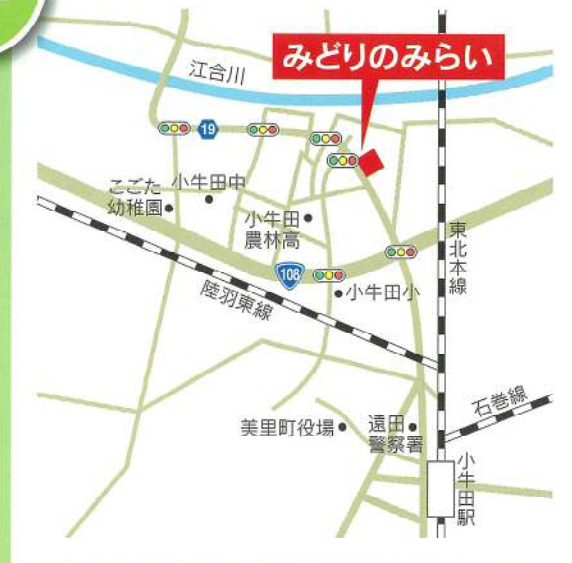 みどりのみらい
江合川
19
こごた
幼稚園
小牛田中
小牛田
農林高
108
小牛田小
東北本線
陸羽東線
石巻線
美里町役場
遠田
警察署
小牛田駅